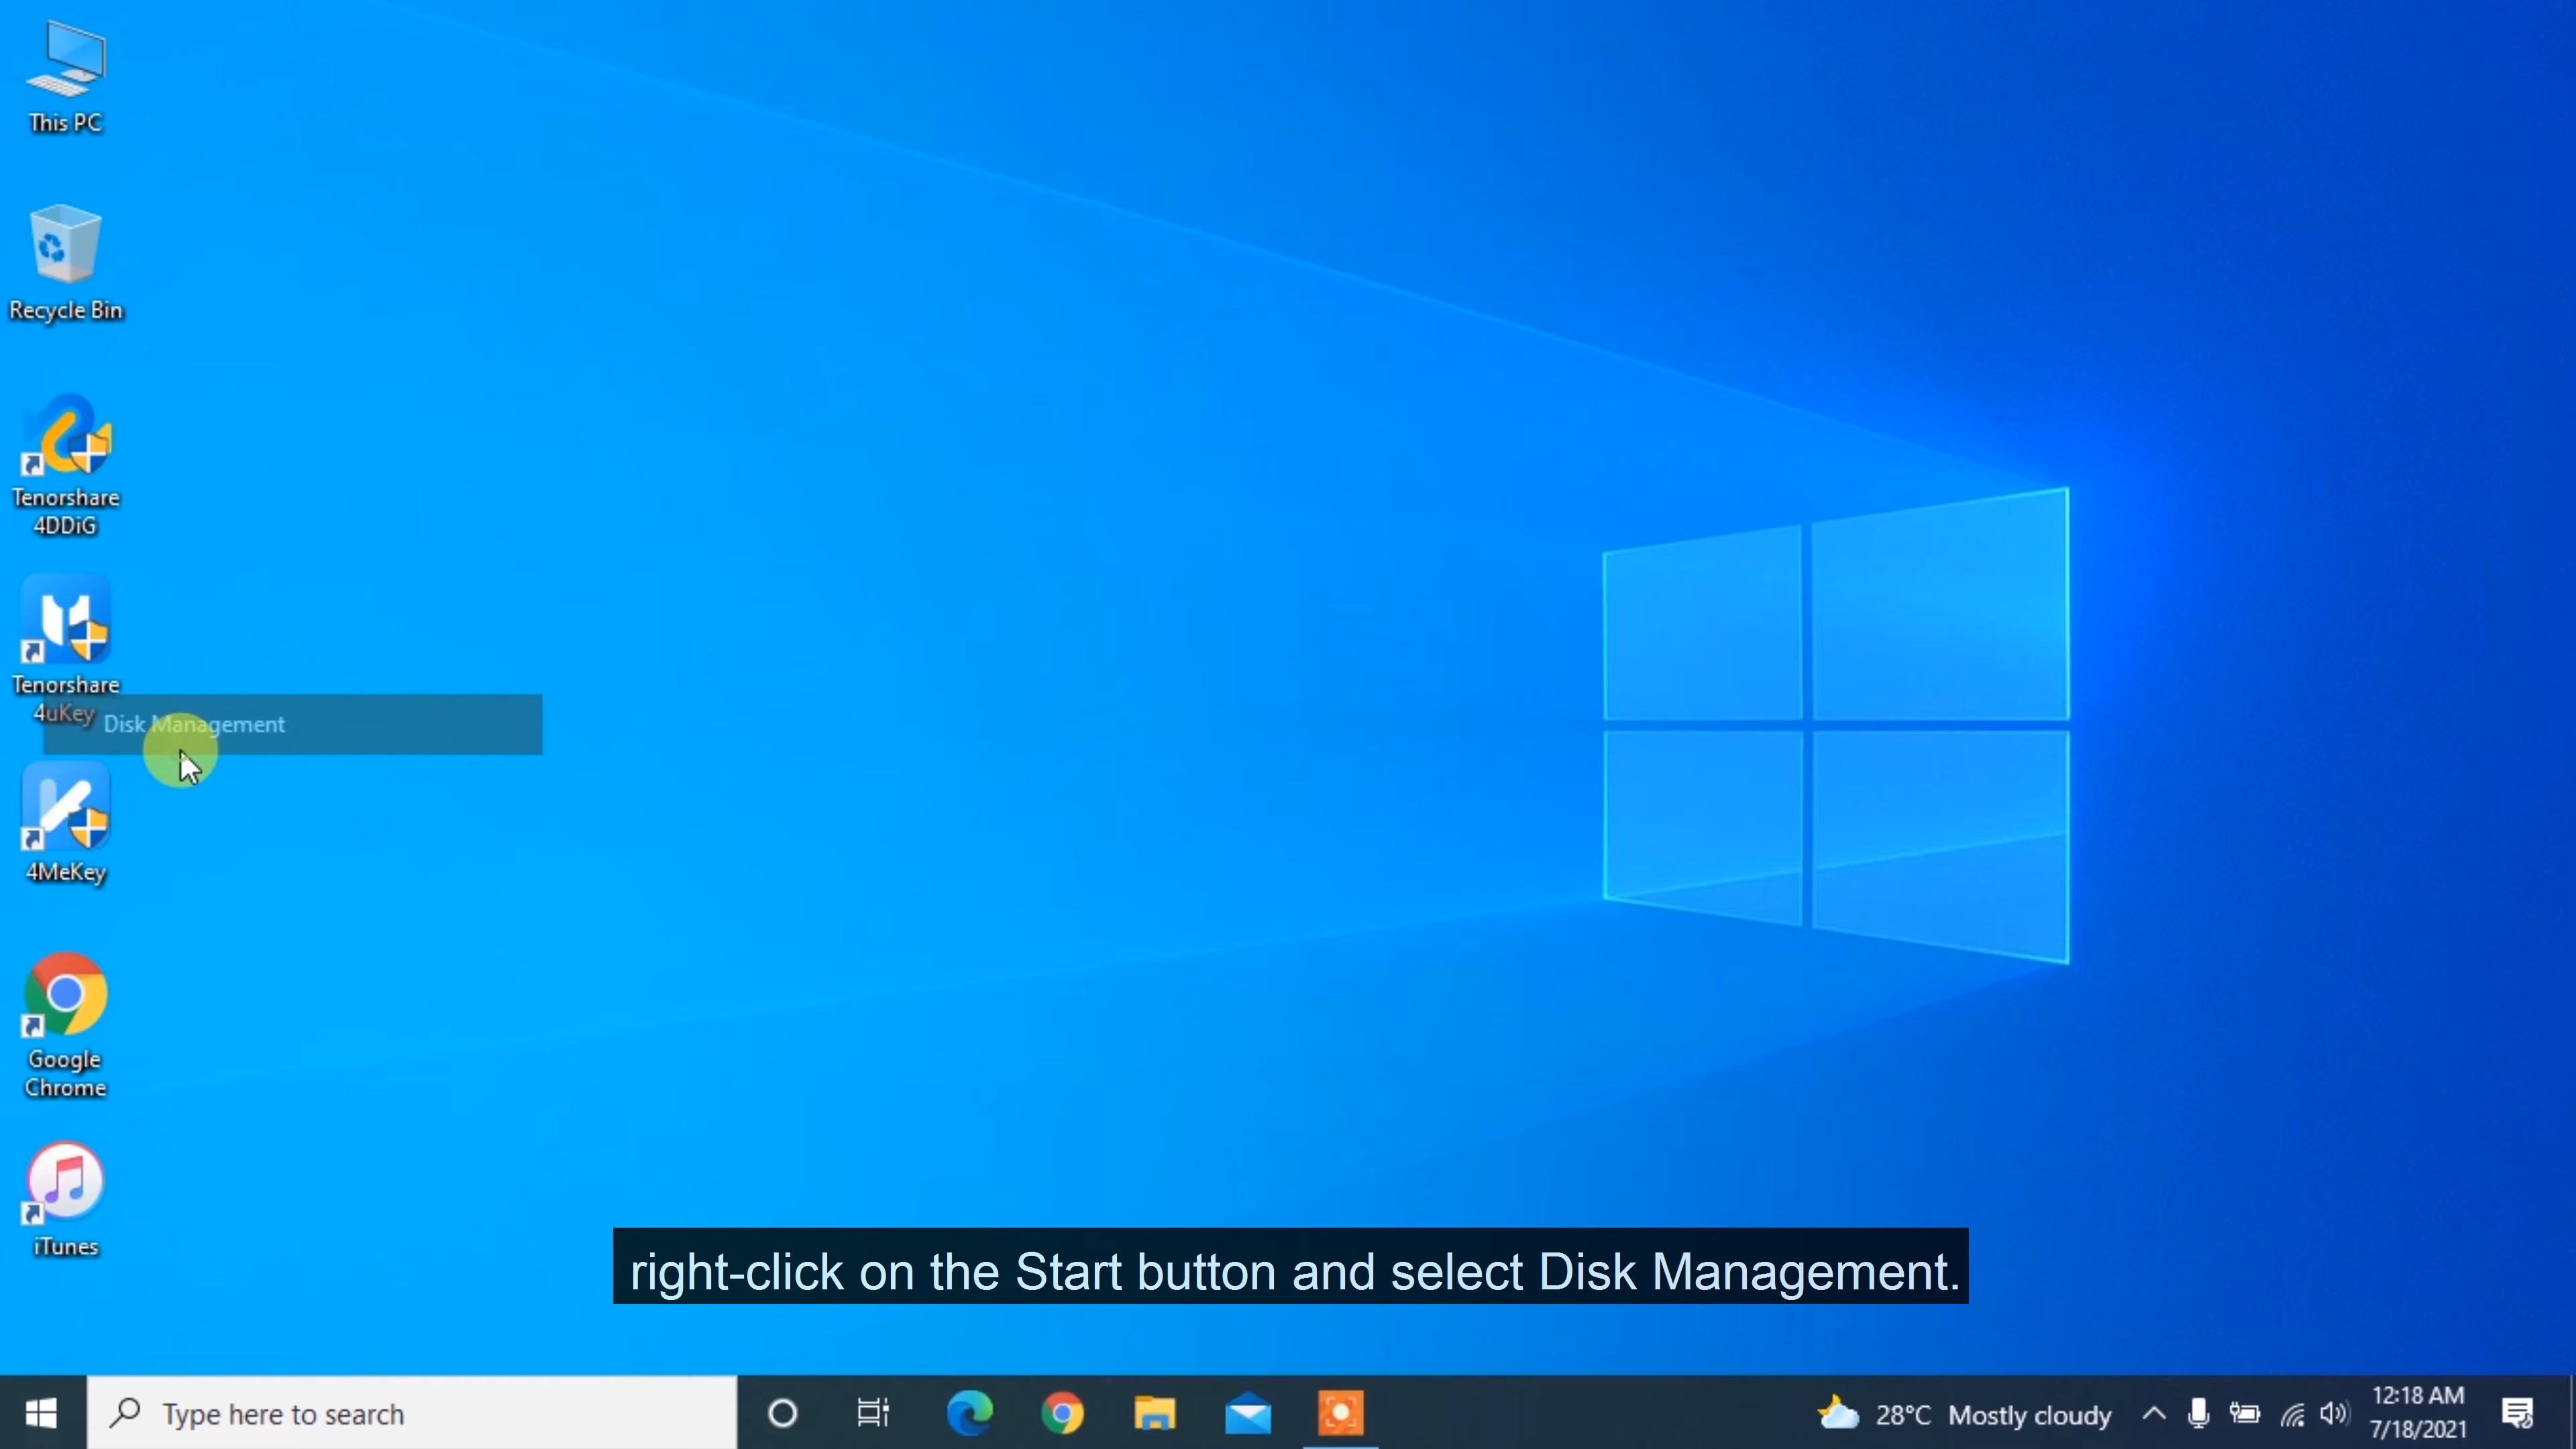 This PC
Recycle Bin
Tenorshare
4DDiG
Tenorshare
4uKey
Disk Management
4MeKey
Google
Chrome
iTunes
right-click on the Start button and select Disk Management.
Type here to search
28°C Mostly cloudy
12:18 AM
7/18/2021